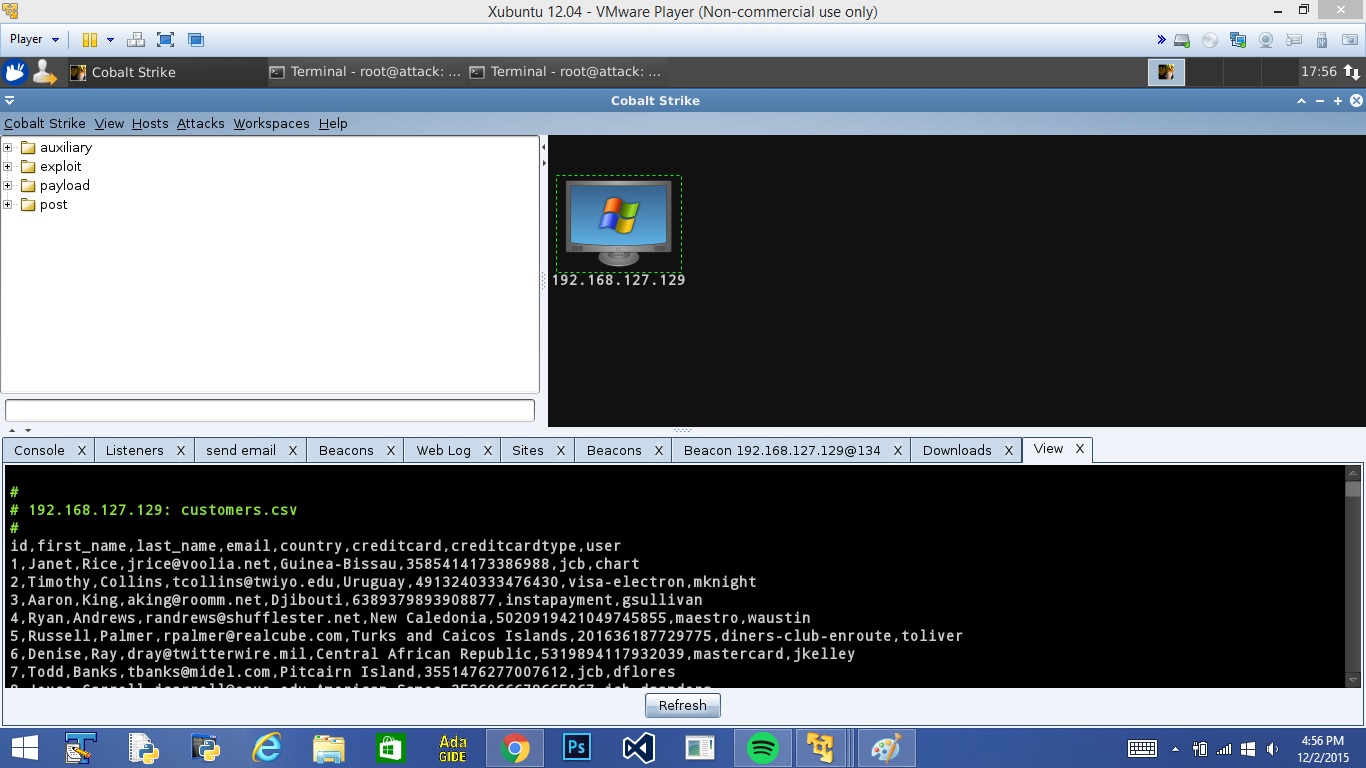 Xubuntu 12.04 - VMware Player (Non-commercial use only)
Player
Cobalt Strike
Terminal - root@attack: ...
Terminal - root@attack: ...
17:56
Cobalt Strike
Cobalt Strike View Hosts Attacks Workspaces Help
auxiliary
exploit
payload
post
192.168.127.129
Console X
Listeners X
send email X
Beacons X
Web Log X
Sites X
Beacons X
Beacon 192.168.127.129@134 X
Downloads X
View X
#
# 192.168.127.129: customers.csv
#
id,first_name,last_name,email,country,creditcard,creditcardtype,user
1,Janet,Rice,jrice@voolia.net,Guinea-Bissau,3585414173386988,jcb,chart
2,Timothy,Collins,tcollins@twiyo.edu,Uruguay,4913240333476430,visa-electron,mknight
3,Aaron,King,aking@roomm.net,Djibouti,6389379893908877,instapayment,gsullivan
4,Ryan,Andrews,randrews@shufflester.net,New Caledonia,5020919421049745855,maestro,waustin
5,Russell,Palmer,rpalmer@realcube.com,Turks and Caicos Islands,201636187729775,diners-club-enroute,toliver
6,Denise,Ray,dray@twitterwire.mil,Central African Republic,5319894117932039,mastercard,jkelley
7,Todd,Banks,tbanks@midel.com,Pitcairn Island,3551476277007612,jcb,dflores
Refresh
Ada
GIDE
Ps
4:56 PM
12/2/2015